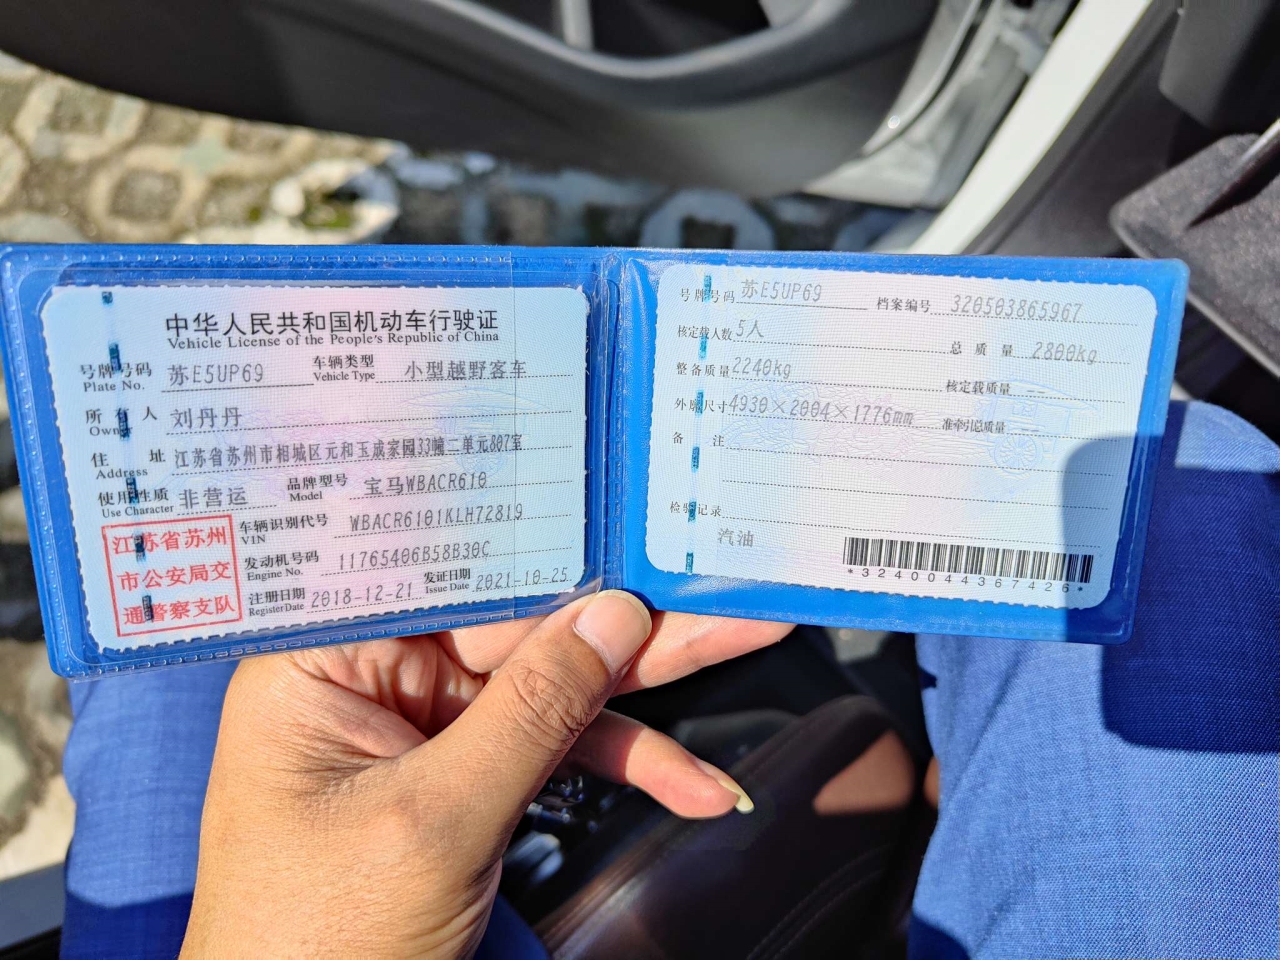 中华人民共和国机动车行驶证
Vehicle License of the People's Republic of China
号牌号码 苏E5UP69 车辆类型 小型越野客车
Plate No. Vehicle Type
所有人 刘丹丹
Owner
住址 江苏省苏州市相城区元和玉成家园33幢二单元807室
Address
使用性质 非营运 品牌型号 宝马WBACR610
Use Character Model
江苏省苏州
市公安局交
通警察支队
车辆识别代号 WBACR6101KLH72819
VIN
发动机号码 11765406B58B30C
Engine No.
注册日期 2018-12-21 发证日期 2021-10-25
Register Date Issue Date
号牌号码 苏E5UP69 档案编号 320503865967
核定载人数 5人 总质量 2800kg
整备质量 2240kg 核定载质量 --
外廓尺寸 4930×2004×1776mm 准牵引总质量 --
备注
检验记录
汽油
*3240044367426*